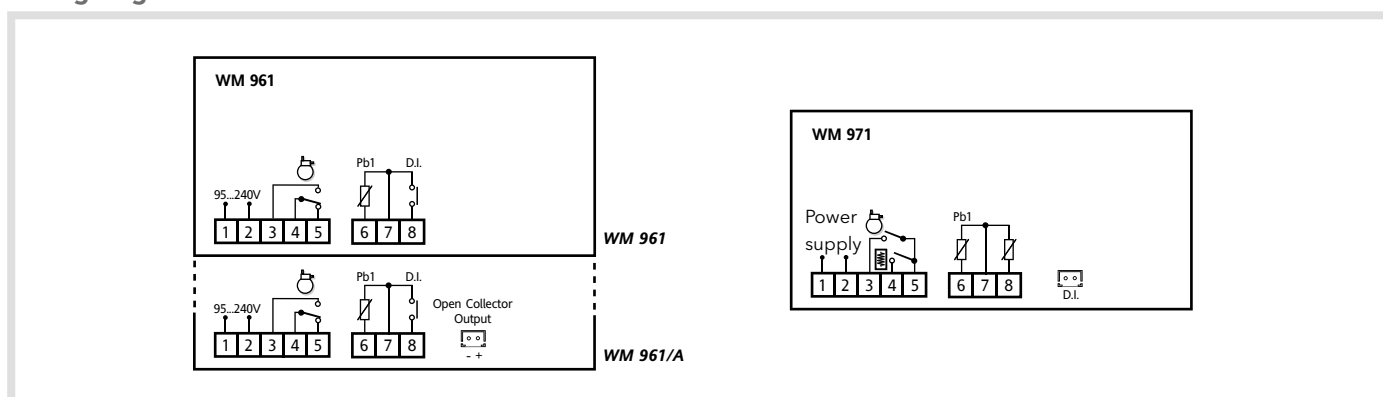 WM 961
95...240V
Pb1 D.I.
1 2 3 4 5 6 7 8
WM 961
95...240V
Pb1 D.I.
Open Collector
Output
1 2 3 4 5 6 7 8
- +
WM 961/A
WM 971
Power
supply
Pb1
1 2 3 4 5 6 7 8
D.I.